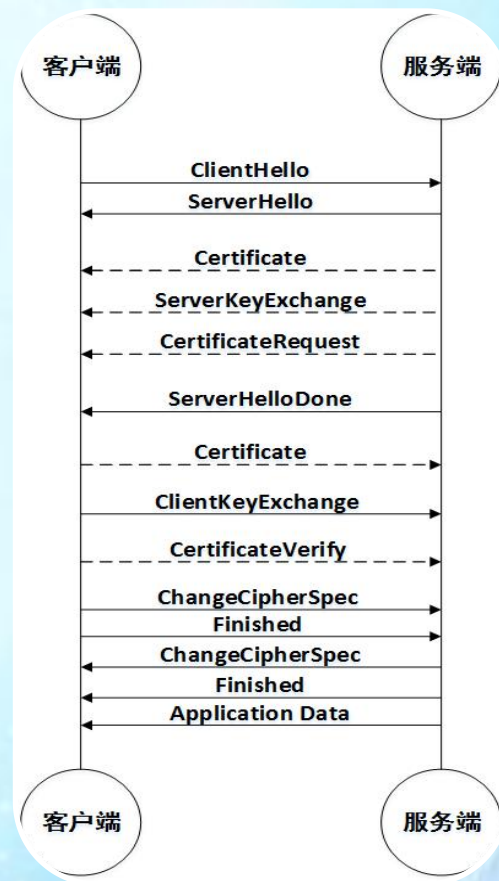 客户端 服务端
ClientHello
ServerHello
Certificate
ServerKeyExchange
CertificateRequest
ServerHelloDone
Certificate
ClientKeyExchange
CertificateVerify
ChangeCipherSpec
Finished
ChangeCipherSpec
Finished
Application Data
客户端 服务端